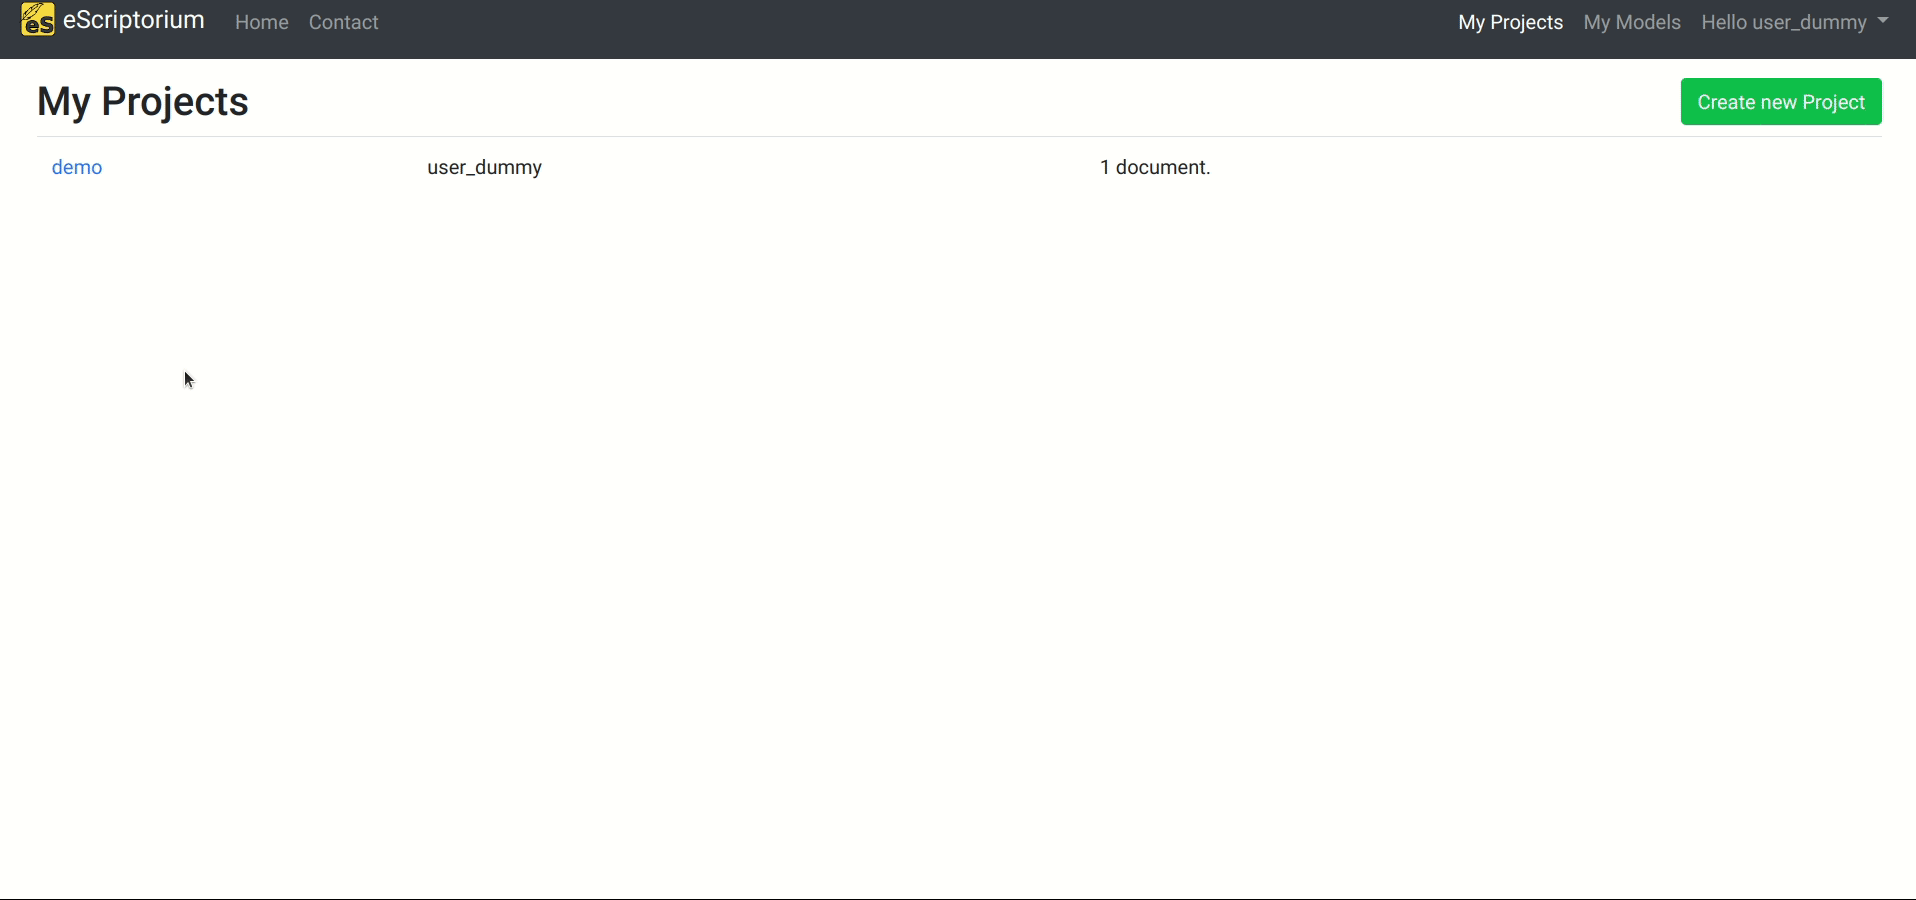 eS eScriptorium Home Contact My Projects My Models Hello user_dummy
My Projects Create new Project
demo user_dummy 1 document.